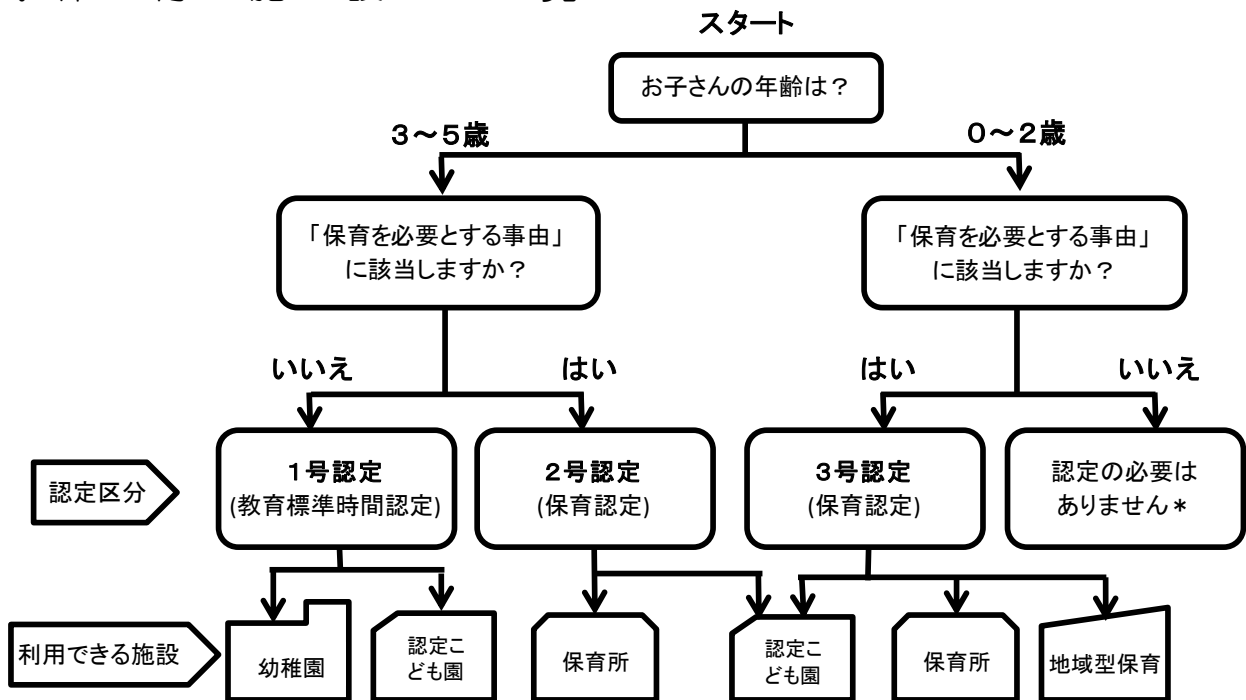 スタート
お子さんの年齢は？
３～５歳
０～２歳
「保育を必要とする事由」
に該当しますか？
「保育を必要とする事由」
に該当しますか？
いいえ
はい
はい
いいえ
認定区分
１号認定
(教育標準時間認定)
２号認定
(保育認定)
３号認定
(保育認定)
認定の必要は
ありません＊
利用できる施設
幼稚園
認定こ
ども園
保育所
認定こ
ども園
保育所
地域型保育